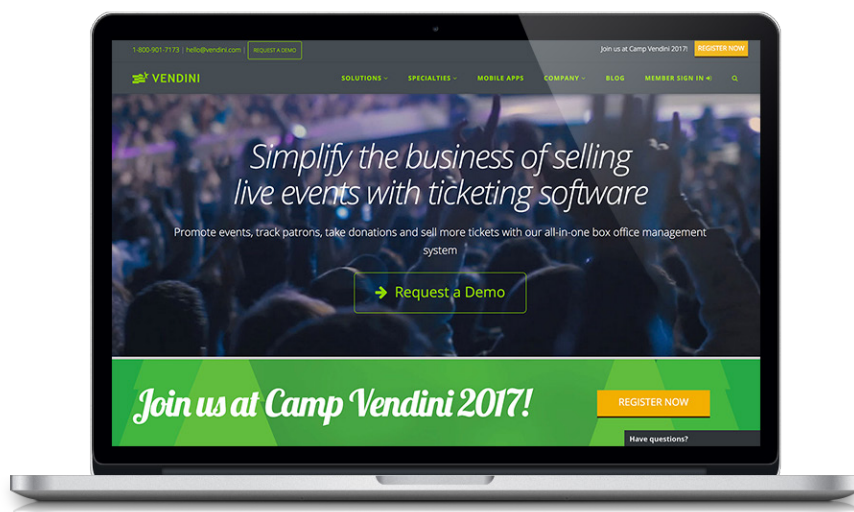 1-800-901-7173 | hello@vendini.com | REQUEST A DEMO
Join us at Camp Vendini 2017! REGISTER NOW
VENDINI SOLUTIONS SPECIALTIES MOBILE APPS COMPANY BLOG MEMBER SIGN IN
Simplify the business of selling
live events with ticketing software
Promote events, track patrons, take donations and sell more tickets with our all-in-one box office management
system
Request a Demo
Join us at Camp Vendini 2017! REGISTER NOW
Have questions?